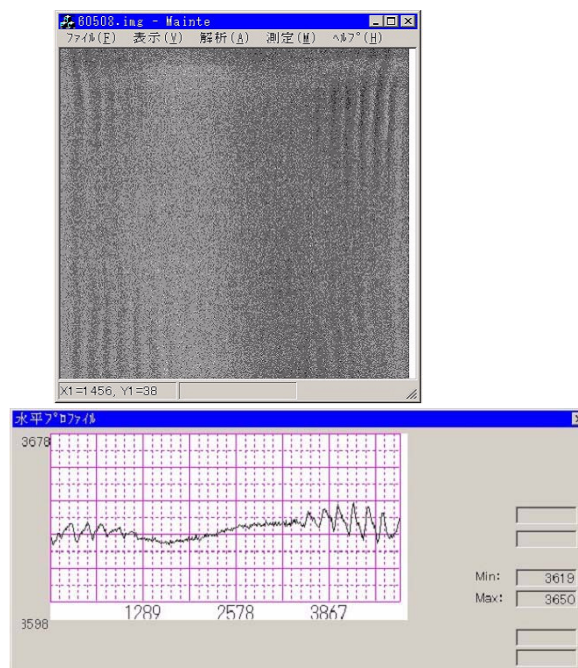 60508.img - Mainte
ﾌｧｲﾙ(F) 表示(V) 解析(A) 測定(M) ﾍﾙﾌﾟ(H)
X1=1456, Y1=38
水平ﾌﾟﾛﾌｧｲﾙ
3678
Min: 3619
Max: 3650
1289 2578 3867
3598